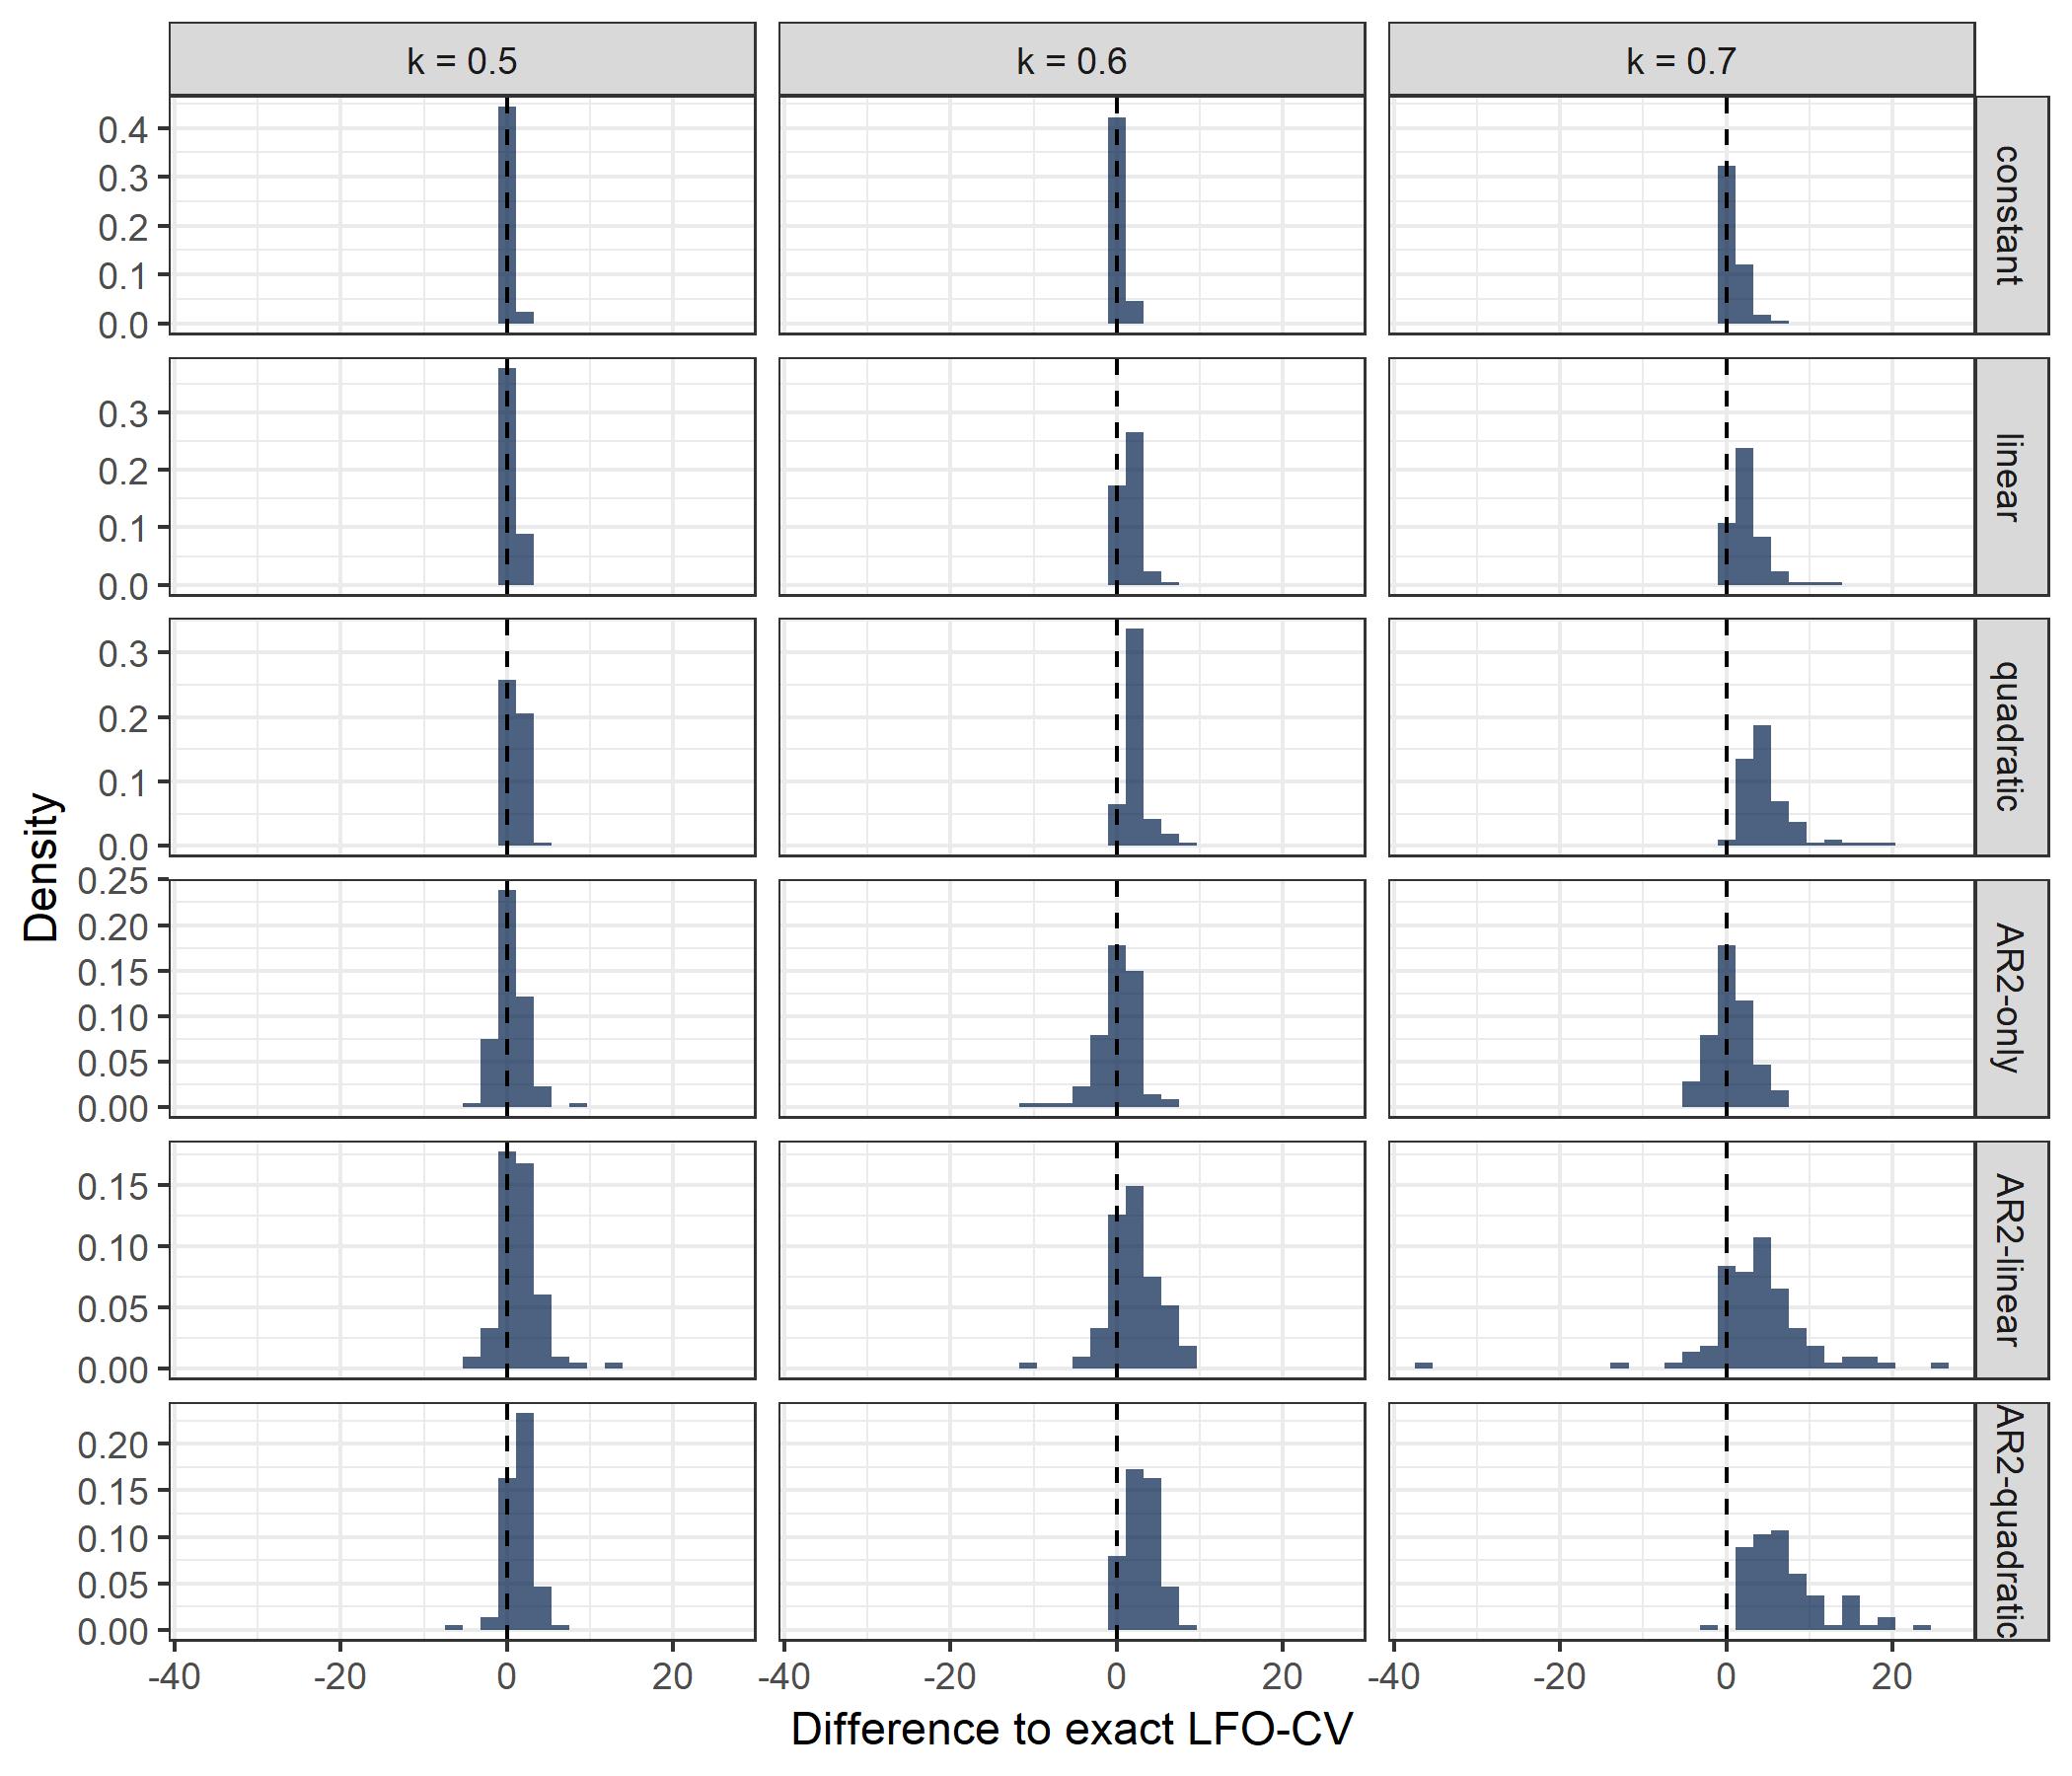 k = 0.5
k = 0.6
k = 0.7
0.4
0.3
0.2
0.1
0.0
constant
0.3
0.2
0.1
0.0
linear
0.3
0.2
0.1
0.0
quadratic
0.25
0.20
0.15
0.10
0.05
0.00
AR2-only
0.15
0.10
0.05
0.00
AR2-linear
0.20
0.15
0.10
0.05
0.00
AR2-quadratic
Density
-40 -20 0 20 -40 -20 0 20 -40 -20 0 20
Difference to exact LFO-CV